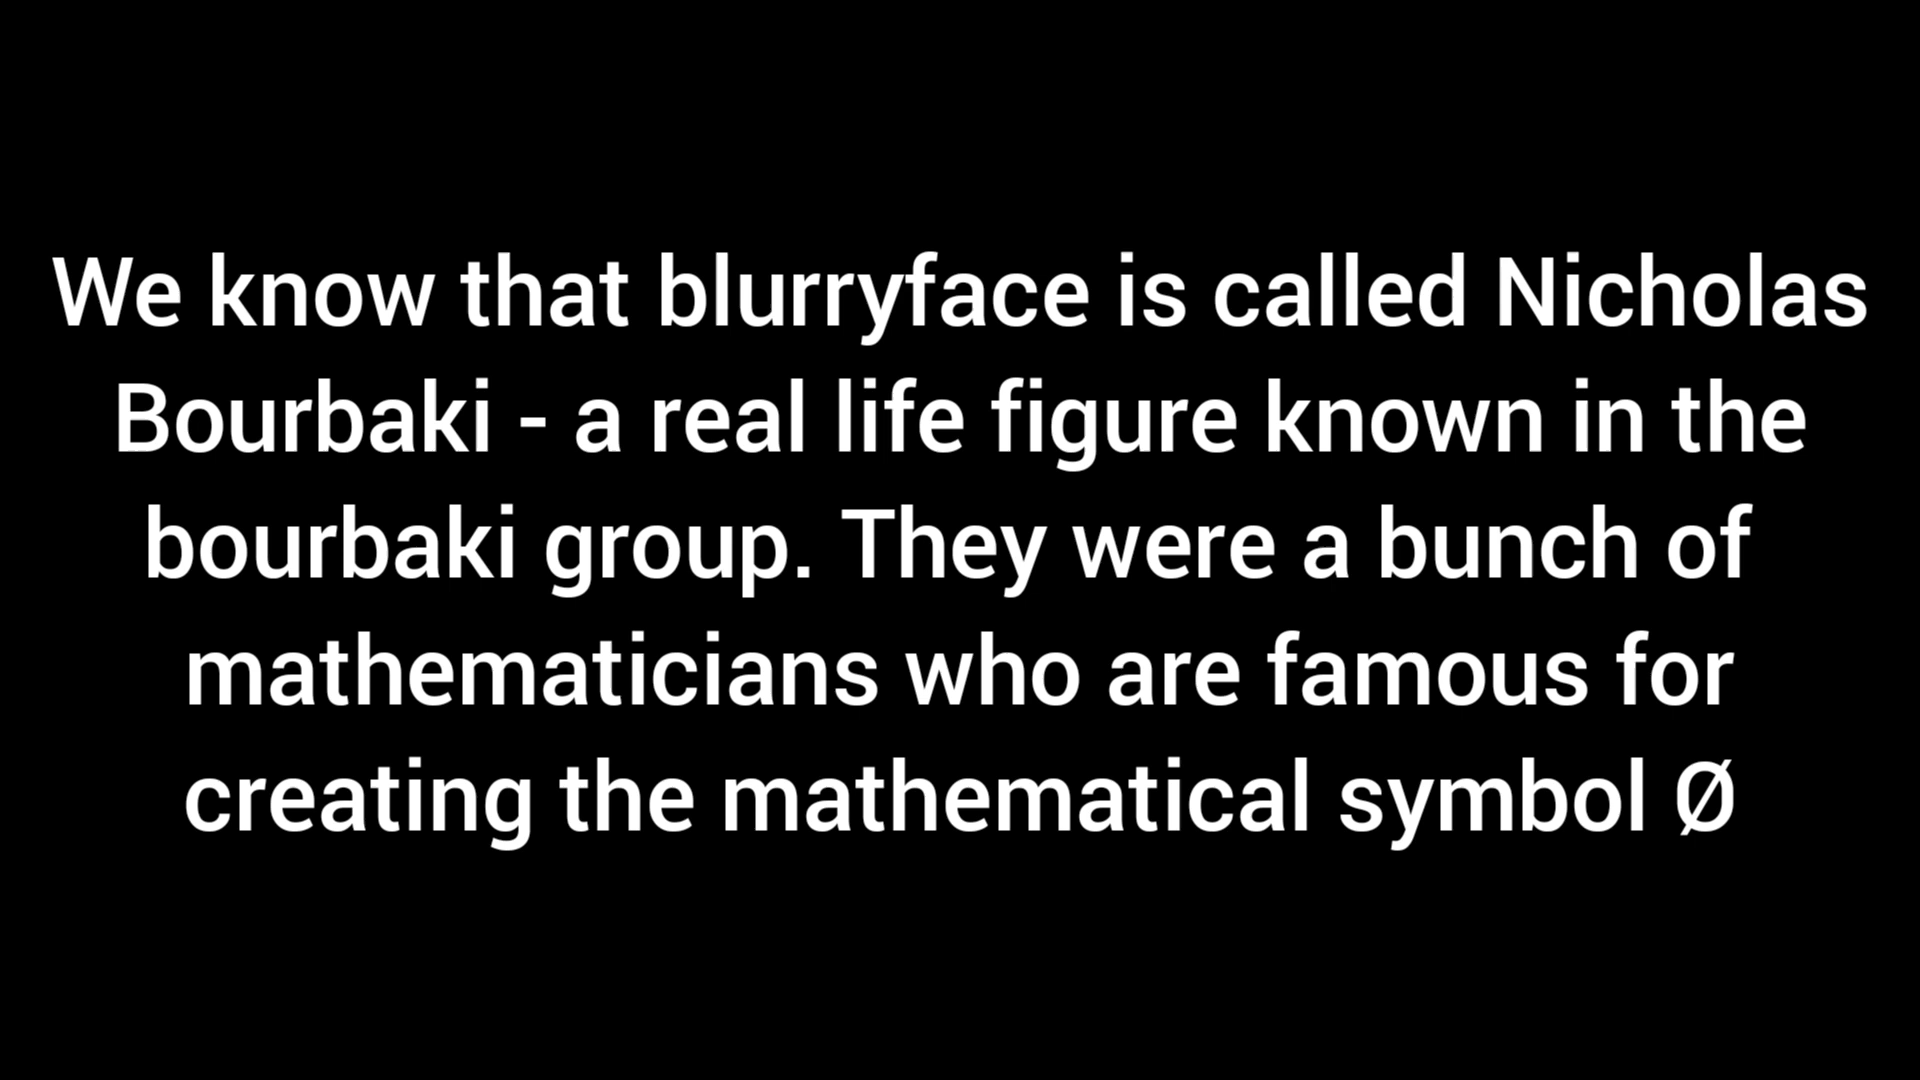 We know that blurryface is called Nicholas
Bourbaki - a real life figure known in the
bourbaki group. They were a bunch of
mathematicians who are famous for
creating the mathematical symbol Ø